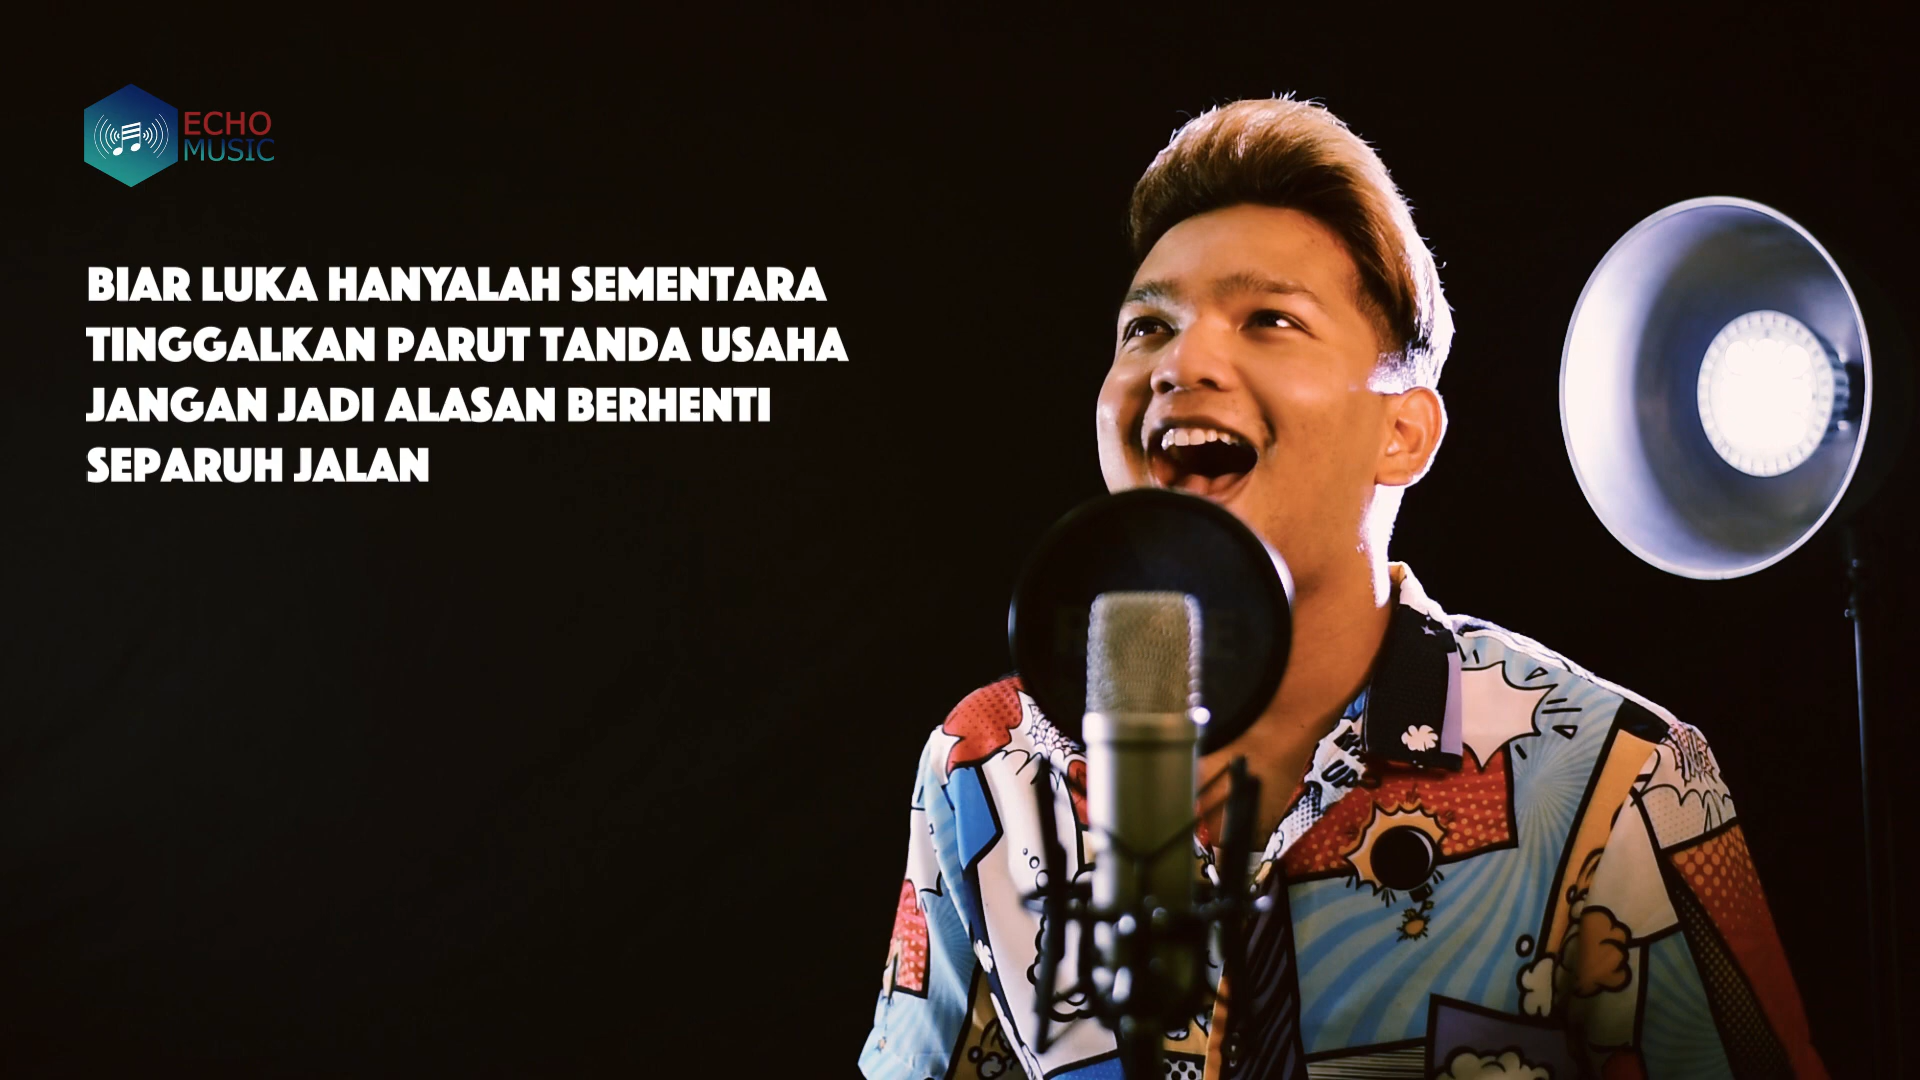 ECHO
MUSIC
BIAR LUKA HANYALAH SEMENTARA
TINGGALKAN PARUT TANDA USAHA
JANGAN JADI ALASAN BERHENTI
SEPARUH JALAN